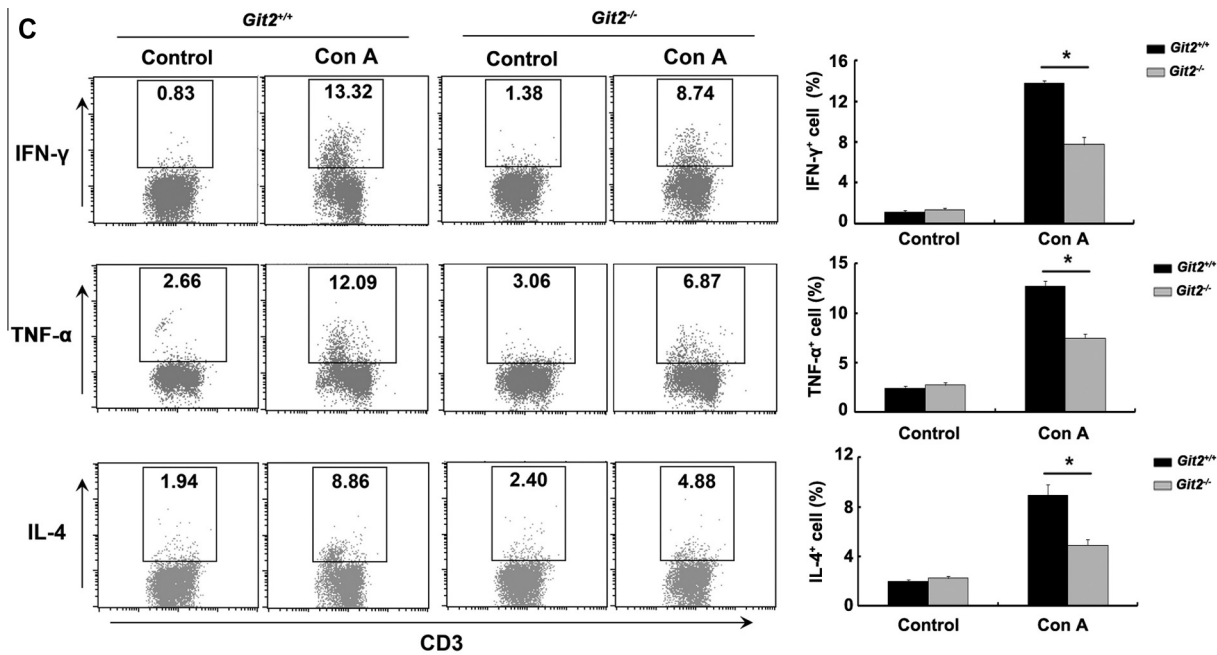 C
Git2+/+
Git2-/-
Control
Con A
Control
Con A
IFN-γ
0.83
13.32
1.38
8.74
TNF-α
2.66
12.09
3.06
6.87
IL-4
1.94
8.86
2.40
4.88
CD3
IFN-γ+ cell (%)
16
12
8
4
0
*
Git2+/+
Git2-/-
Control
Con A
TNF-α+ cell (%)
15
10
5
0
*
Git2+/+
Git2-/-
Control
Con A
IL-4+ cell (%)
12
8
4
0
*
Git2+/+
Git2-/-
Control
Con A